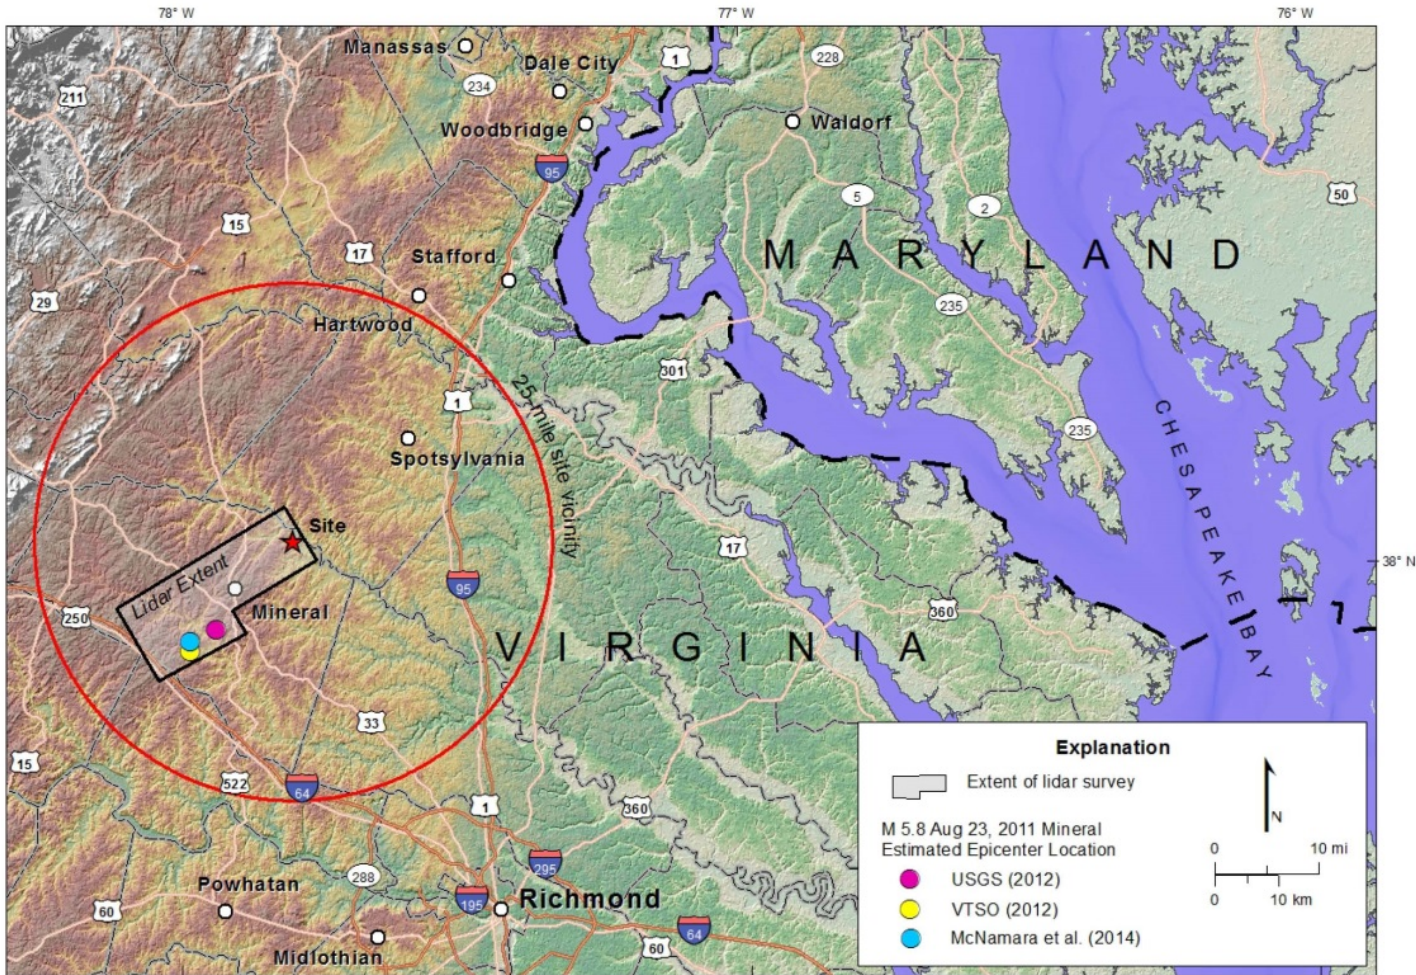 78° W
77° W
76° W
Manassas
1
228
Dale City
234
211
Woodbridge
Waldorf
95
5
2
50
15
17
Stafford
MARYLAND
29
Hartwood
235
301
1
25-mile site vicinity
CHESAPEAKE BAY
235
Spotsylvania
Site
17
38° N
Lidar Extent
95
250
Mineral
360
VIRGINIA
33
15
522
64
1
360
295
288
Powhatan
195
Richmond
60
64
60
Midlothian
Explanation
Extent of lidar survey
M 5.8 Aug 23, 2011 Mineral
Estimated Epicenter Location
USGS (2012)
VTSO (2012)
McNamara et al. (2014)
N
0 10 mi
0 10 km